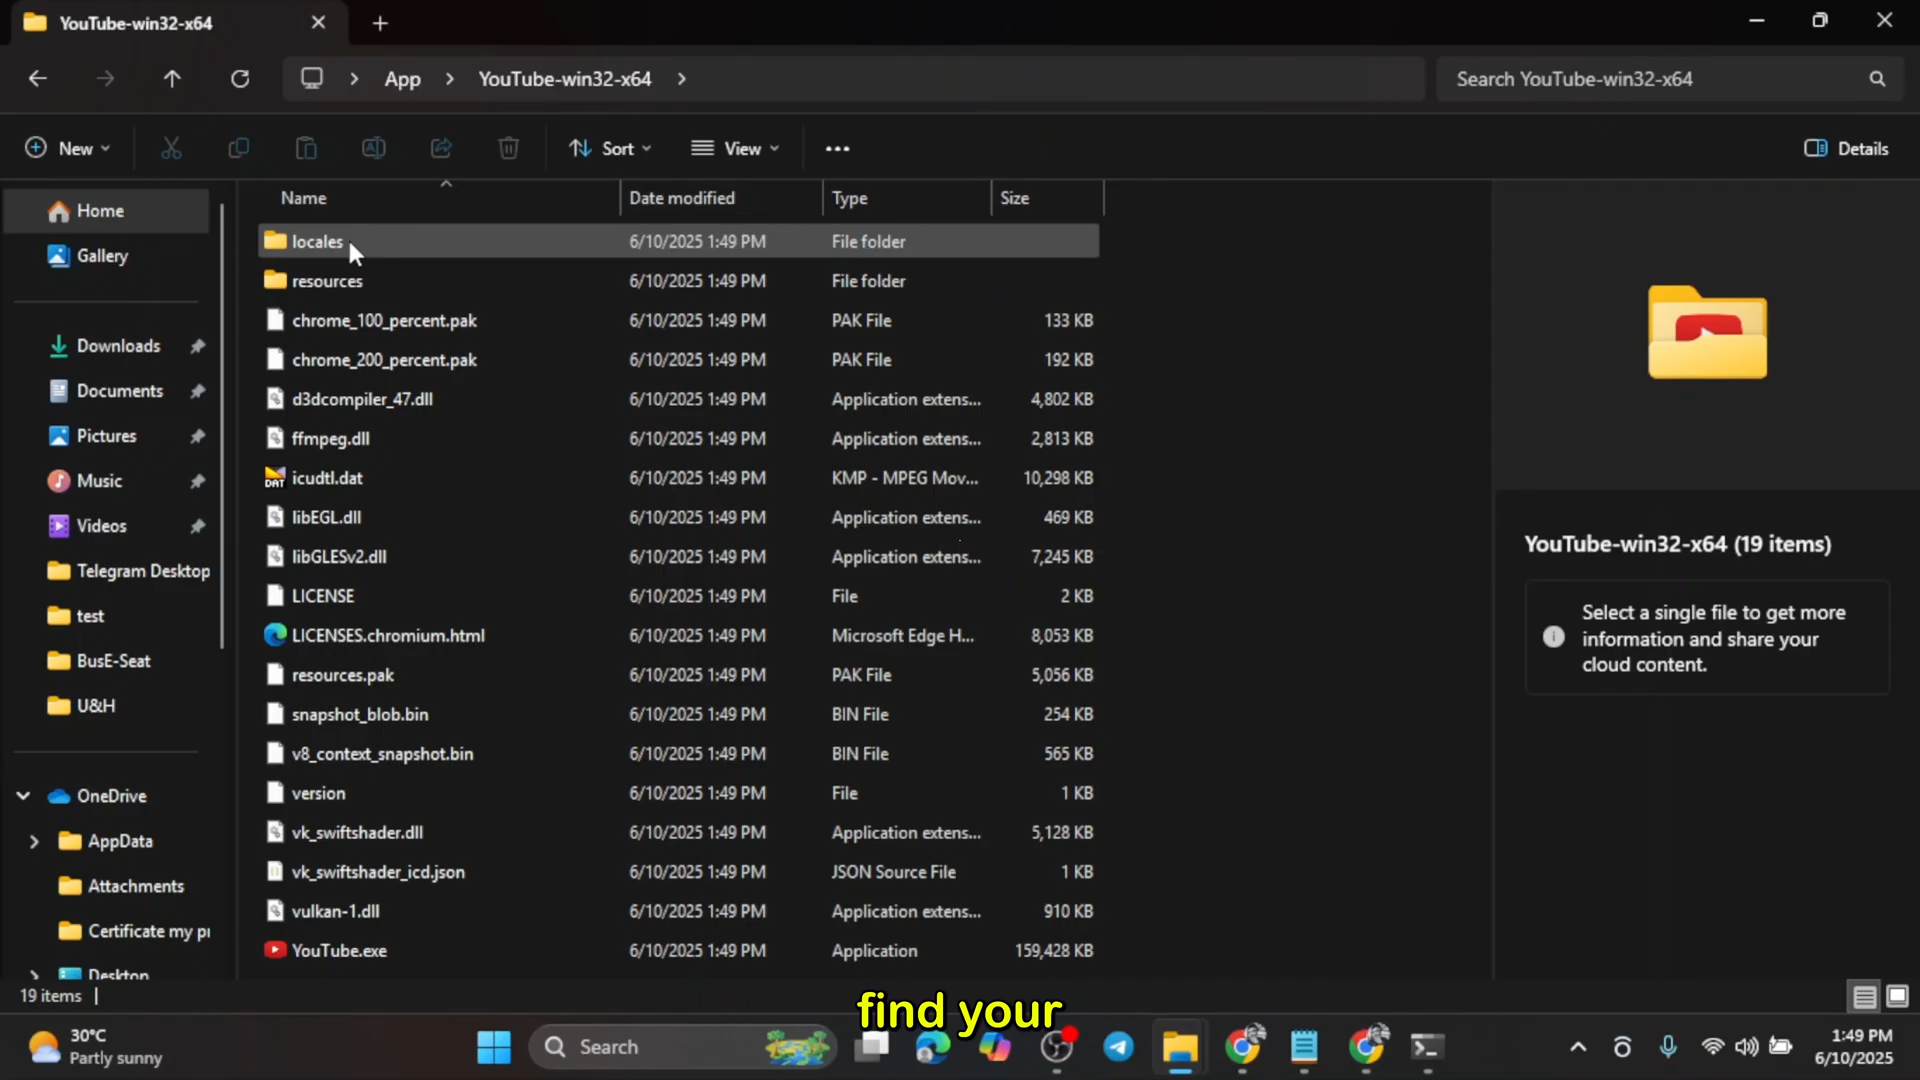 YouTube-win32-x64
App
YouTube-win32-x64
Search YouTube-win32-x64
New
Sort
View
Details
Name
Date modified
Type
Size
Home
Gallery
Downloads
Documents
Pictures
Music
Videos
Telegram Desktop
test
BusE-Seat
U&H
OneDrive
AppData
Attachments
Certificate my p
Desktop
locales 6/10/2025 1:49 PM File folder
resources 6/10/2025 1:49 PM File folder
chrome_100_percent.pak 6/10/2025 1:49 PM PAK File 133 KB
chrome_200_percent.pak 6/10/2025 1:49 PM PAK File 192 KB
d3dcompiler_47.dll 6/10/2025 1:49 PM Application extens... 4,802 KB
ffmpeg.dll 6/10/2025 1:49 PM Application extens... 2,813 KB
DAT icudtl.dat 6/10/2025 1:49 PM KMP - MPEG Mov... 10,298 KB
libEGL.dll 6/10/2025 1:49 PM Application extens... 469 KB
libGLESv2.dll 6/10/2025 1:49 PM Application extens... 7,245 KB
LICENSE 6/10/2025 1:49 PM File 2 KB
LICENSES.chromium.html 6/10/2025 1:49 PM Microsoft Edge H... 8,053 KB
resources.pak 6/10/2025 1:49 PM PAK File 5,056 KB
snapshot_blob.bin 6/10/2025 1:49 PM BIN File 254 KB
v8_context_snapshot.bin 6/10/2025 1:49 PM BIN File 565 KB
version 6/10/2025 1:49 PM File 1 KB
vk_swiftshader.dll 6/10/2025 1:49 PM Application extens... 5,128 KB
vk_swiftshader_icd.json 6/10/2025 1:49 PM JSON Source File 1 KB
vulkan-1.dll 6/10/2025 1:49 PM Application extens... 910 KB
YouTube.exe 6/10/2025 1:49 PM Application 159,428 KB
YouTube-win32-x64 (19 items)
Select a single file to get more
information and share your
cloud content.
19 items
find your
30°C
Partly sunny
Search
1:49 PM
6/10/2025